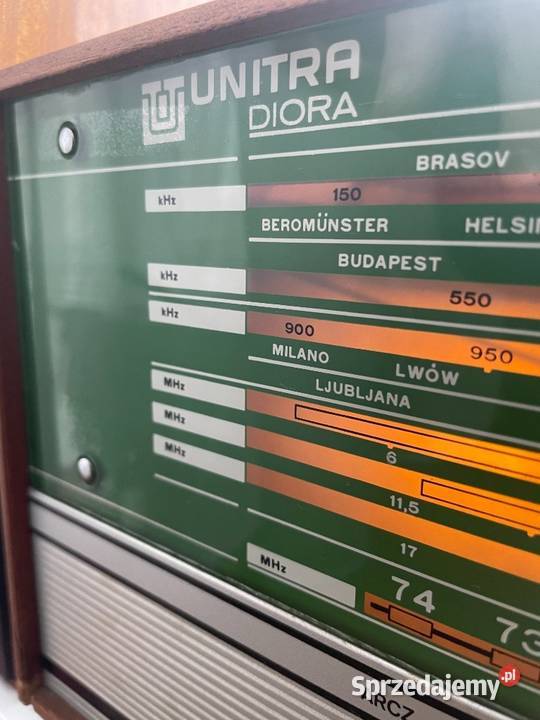 UNITRA
DIORA
BRASOV
kHz 150
BEROMÜNSTER
BUDAPEST
kHz 550
kHz 900 950
MILANO LWÓW
LJUBLJANA
MHz
MHz 6
MHz 11,5
17
MHz 74 73
Sprzedajemy.pl